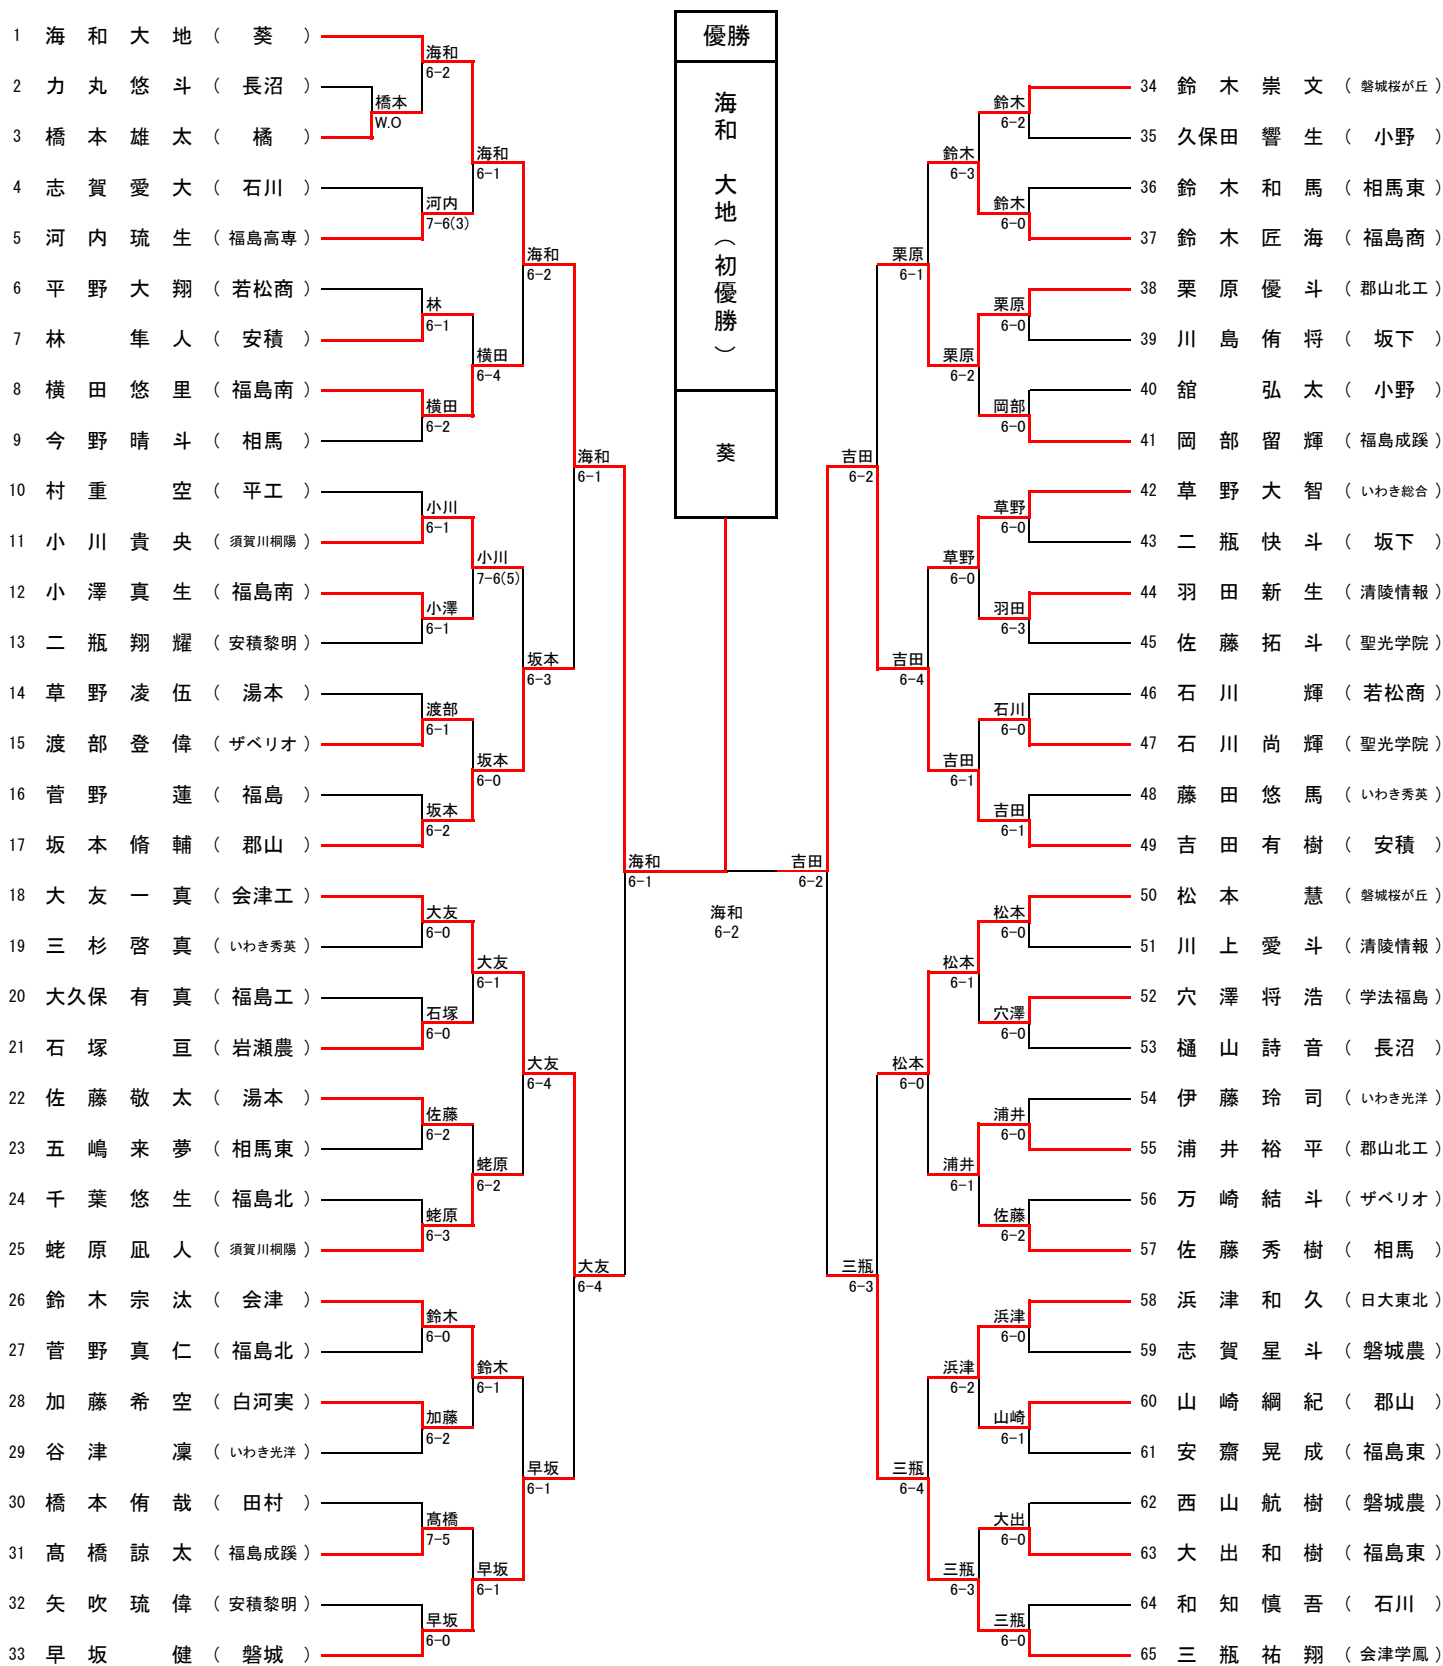 優勝
海和 大地(初優勝)
葵
1 海和大地 ( 葵 )
2 力丸悠斗 ( 長沼 )
3 橋本雄太 ( 橘 )
4 志賀愛大 ( 石川 )
5 河内琉生 ( 福島高専 )
6 平野大翔 ( 若松商 )
7 林隼人 ( 安積 )
8 横田悠里 ( 福島南 )
9 今野晴斗 ( 相馬 )
10 村重空 ( 平工 )
11 小川貴央 ( 須賀川桐陽 )
12 小澤真生 ( 福島南 )
13 二瓶翔耀 ( 安積黎明 )
14 草野凌伍 ( 湯本 )
15 渡部登偉 ( ザベリオ )
16 菅野蓮 ( 福島 )
17 坂本脩輔 ( 郡山 )
18 大友一真 ( 会津工 )
19 三杉啓真 ( いわき秀英 )
20 大久保有真 ( 福島工 )
21 石塚亘 ( 岩瀬農 )
22 佐藤敬太 ( 湯本 )
23 五嶋来夢 ( 相馬東 )
24 千葉悠生 ( 福島北 )
25 蛯原凪人 ( 須賀川桐陽 )
26 鈴木宗汰 ( 会津 )
27 菅野真仁 ( 福島北 )
28 加藤希空 ( 白河実 )
29 谷津凜 ( いわき光洋 )
30 橋本侑哉 ( 田村 )
31 髙橋諒太 ( 福島成蹊 )
32 矢吹琉偉 ( 安積黎明 )
33 早坂健 ( 磐城 )
橋本
W.O
海和
6-2
河内
7-6(3)
林
6-1
横田
6-2
小川
6-1
小澤
6-1
渡部
6-1
坂本
6-2
大友
6-0
石塚
6-0
佐藤
6-2
蛯原
6-3
鈴木
6-0
加藤
6-2
髙橋
7-5
早坂
6-0
海和
6-1
横田
6-4
小川
7-6(5)
坂本
6-0
大友
6-1
蛯原
6-2
鈴木
6-1
早坂
6-1
海和
6-2
坂本
6-3
大友
6-4
早坂
6-1
海和
6-1
大友
6-4
海和
6-1
海和
6-2
吉田
6-2
吉田
6-2
三瓶
6-3
栗原
6-1
吉田
6-4
松本
6-0
三瓶
6-4
鈴木
6-3
栗原
6-2
草野
6-0
吉田
6-1
松本
6-1
浦井
6-1
浜津
6-2
三瓶
6-3
鈴木
6-2
鈴木
6-0
栗原
6-0
岡部
6-0
草野
6-0
羽田
6-3
石川
6-0
吉田
6-1
松本
6-0
穴澤
6-0
浦井
6-0
佐藤
6-2
浜津
6-0
山崎
6-1
大出
6-0
三瓶
6-0
34 鈴木崇文 ( 磐城桜が丘 )
35 久保田響生 ( 小野 )
36 鈴木和馬 ( 相馬東 )
37 鈴木匠海 ( 福島商 )
38 栗原優斗 ( 郡山北工 )
39 川島侑将 ( 坂下 )
40 舘弘太 ( 小野 )
41 岡部留輝 ( 福島成蹊 )
42 草野大智 ( いわき総合 )
43 二瓶快斗 ( 坂下 )
44 羽田新生 ( 清陵情報 )
45 佐藤拓斗 ( 聖光学院 )
46 石川輝 ( 若松商 )
47 石川尚輝 ( 聖光学院 )
48 藤田悠馬 ( いわき秀英 )
49 吉田有樹 ( 安積 )
50 松本慧 ( 磐城桜が丘 )
51 川上愛斗 ( 清陵情報 )
52 穴澤将浩 ( 学法福島 )
53 樋山詩音 ( 長沼 )
54 伊藤玲司 ( いわき光洋 )
55 浦井裕平 ( 郡山北工 )
56 万崎結斗 ( ザベリオ )
57 佐藤秀樹 ( 相馬 )
58 浜津和久 ( 日大東北 )
59 志賀星斗 ( 磐城農 )
60 山崎綱紀 ( 郡山 )
61 安齋晃成 ( 福島東 )
62 西山航樹 ( 磐城農 )
63 大出和樹 ( 福島東 )
64 和知慎吾 ( 石川 )
65 三瓶祐翔 ( 会津学鳳 )